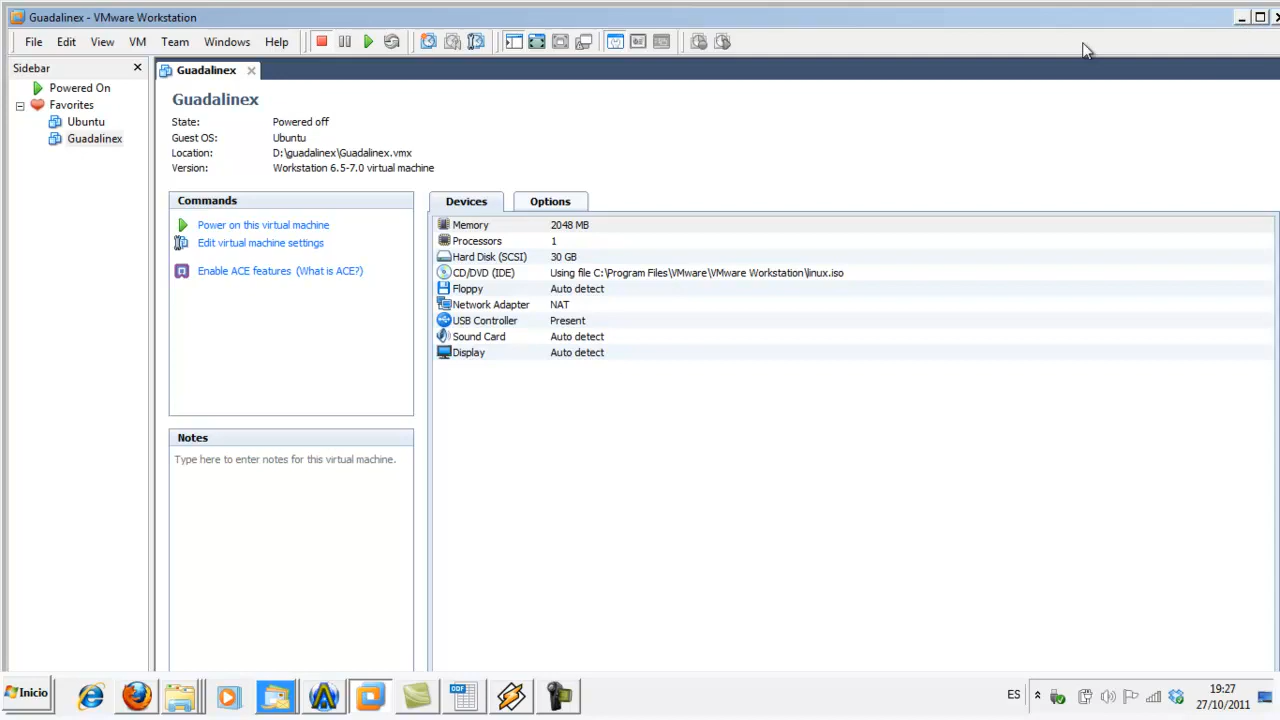 Guadalinex - VMware Workstation
File Edit View VM Team Windows Help
Sidebar
Powered On
Favorites
Ubuntu
Guadalinex
Guadalinex
Guadalinex
State: Powered off
Guest OS: Ubuntu
Location: D:\guadalinex\Guadalinex.vmx
Version: Workstation 6.5-7.0 virtual machine
Commands
Power on this virtual machine
Edit virtual machine settings
Enable ACE features (What is ACE?)
Notes
Type here to enter notes for this virtual machine.
Devices Options
Memory 2048 MB
Processors 1
Hard Disk (SCSI) 30 GB
CD/DVD (IDE) Using file C:\Program Files\VMware\VMware Workstation\linux.iso
Floppy Auto detect
Network Adapter NAT
USB Controller Present
Sound Card Auto detect
Display Auto detect
Inicio
ODF
ES
19:27
27/10/2011